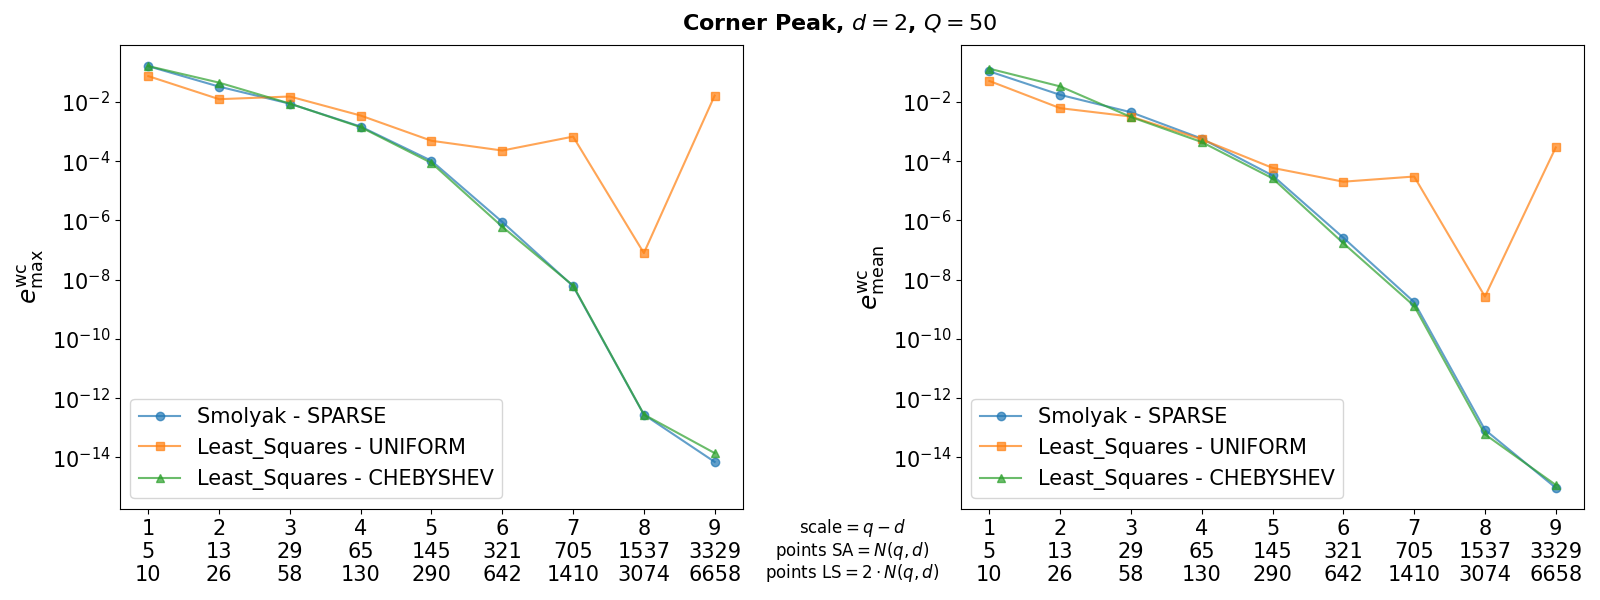 Corner Peak, d = 2, Q = 50
e^wc_max
10^−2
10^−4
10^−6
10^−8
10^−10
10^−12
10^−14
Smolyak - SPARSE
Least_Squares - UNIFORM
Least_Squares - CHEBYSHEV
1 2 3 4 5 6 7 8 9
5 13 29 65 145 321 705 1537 3329
10 26 58 130 290 642 1410 3074 6658
scale = q − d
points SA = N(q, d)
points LS = 2 · N(q, d)
e^wc_mean
10^−2
10^−4
10^−6
10^−8
10^−10
10^−12
10^−14
Smolyak - SPARSE
Least_Squares - UNIFORM
Least_Squares - CHEBYSHEV
1 2 3 4 5 6 7 8 9
5 13 29 65 145 321 705 1537 3329
10 26 58 130 290 642 1410 3074 6658